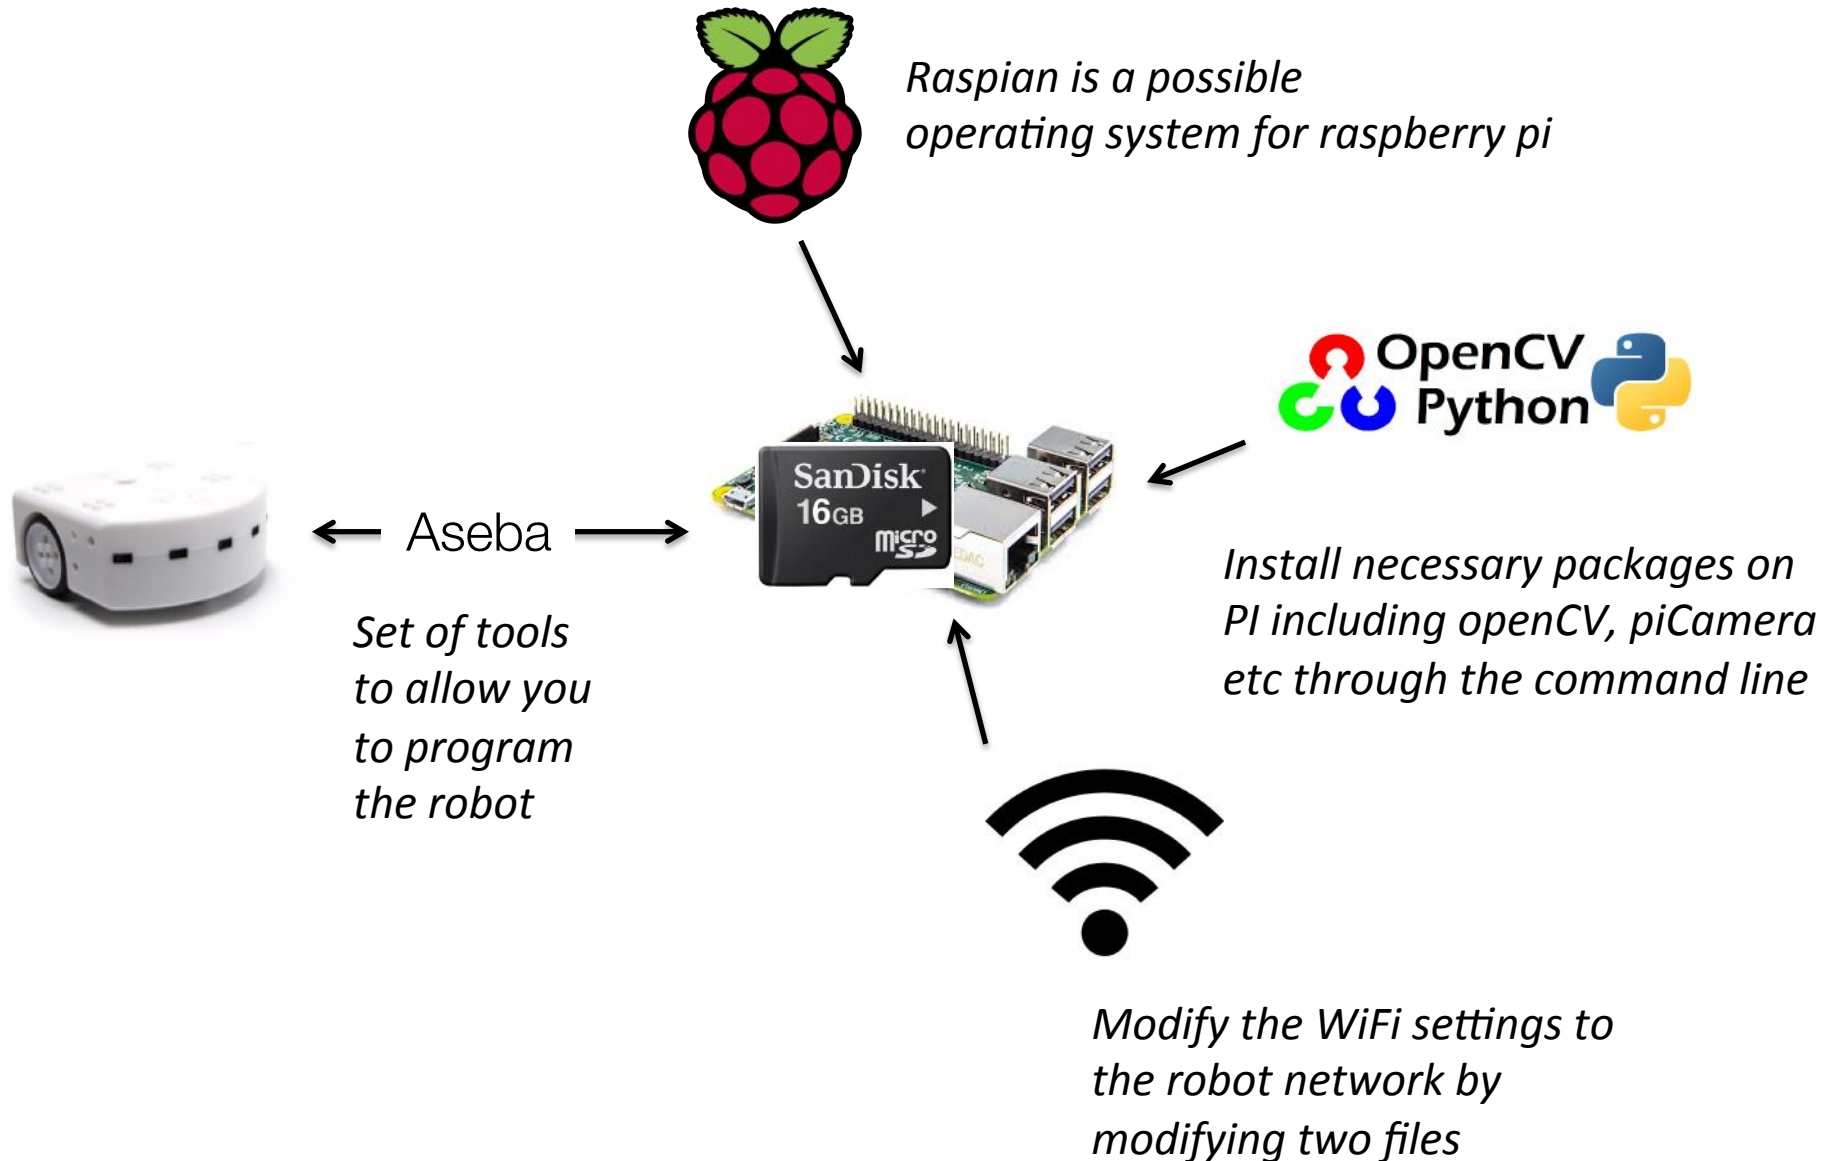 Raspian is a possible
operating system for raspberry pi
OpenCV
Python
SanDisk
16GB
micro
SD
Aseba
Set of tools
to allow you
to program
the robot
Install necessary packages on
PI including openCV, piCamera
etc through the command line
Modify the WiFi settings to
the robot network by
modifying two files